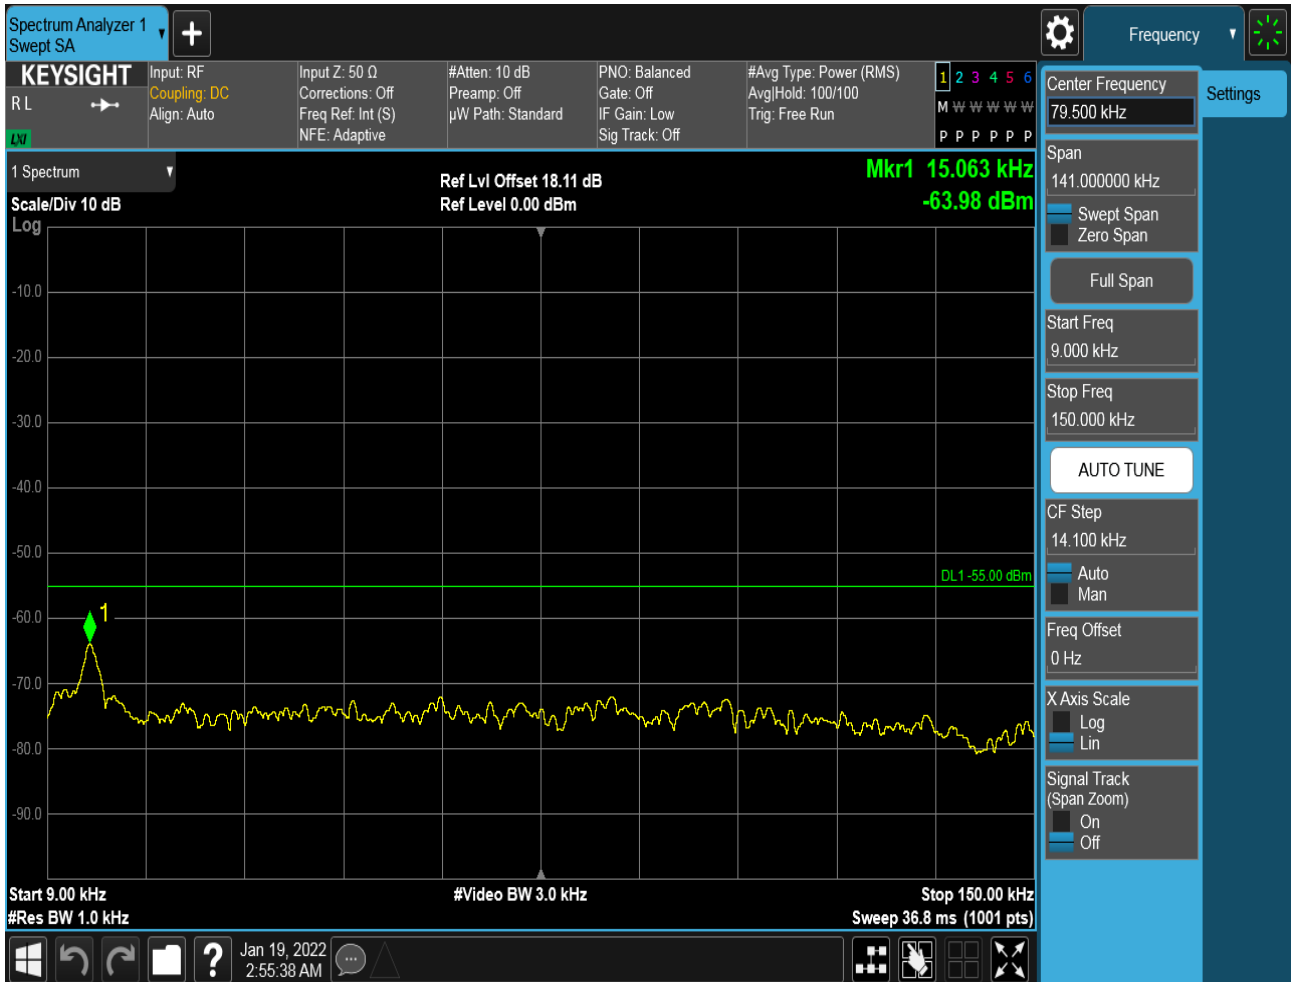 Spectrum Analyzer 1
Swept SA
Frequency
KEYSIGHT
R L
LXI
Input: RF
Coupling: DC
Align: Auto
Input Z: 50 Ω
Corrections: Off
Freq Ref: Int (S)
NFE: Adaptive
#Atten: 10 dB
Preamp: Off
µW Path: Standard
PNO: Balanced
Gate: Off
IF Gain: Low
Sig Track: Off
#Avg Type: Power (RMS)
Avg|Hold: 100/100
Trig: Free Run
1 2 3 4 5 6
M W W W W W
P P P P P P
1 Spectrum
Scale/Div 10 dB
Log
Ref Lvl Offset 18.11 dB
Ref Level 0.00 dBm
Mkr1 15.063 kHz
-63.98 dBm
-10.0
-20.0
-30.0
-40.0
-50.0
DL1 -55.00 dBm
-60.0
1
-70.0
-80.0
-90.0
Start 9.00 kHz
#Video BW 3.0 kHz
Stop 150.00 kHz
#Res BW 1.0 kHz
Sweep 36.8 ms (1001 pts)
Jan 19, 2022
2:55:38 AM
Center Frequency
79.500 kHz
Settings
Span
141.000000 kHz
Swept Span
Zero Span
Full Span
Start Freq
9.000 kHz
Stop Freq
150.000 kHz
AUTO TUNE
CF Step
14.100 kHz
Auto
Man
Freq Offset
0 Hz
X Axis Scale
Log
Lin
Signal Track
(Span Zoom)
On
Off